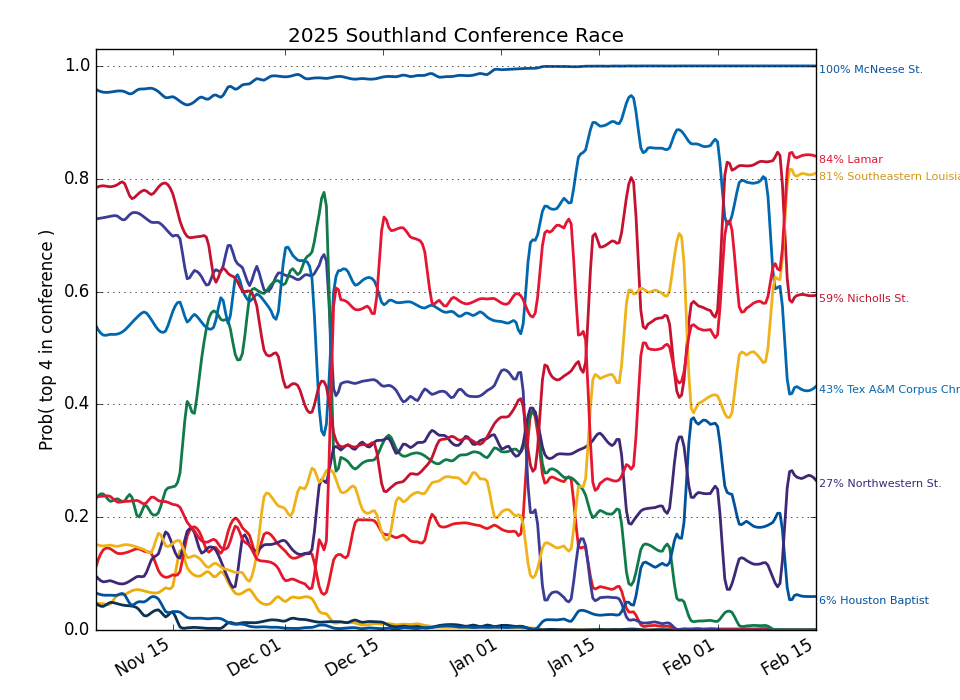 2025 Southland Conference Race
Prob( top 4 in conference )
1.0
0.8
0.6
0.4
0.2
0.0
Nov 15
Dec 01
Dec 15
Jan 01
Jan 15
Feb 01
Feb 15
100% McNeese St.
84% Lamar
81% Southeastern Louisia
59% Nicholls St.
43% Tex A&M Corpus Chr
27% Northwestern St.
6% Houston Baptist